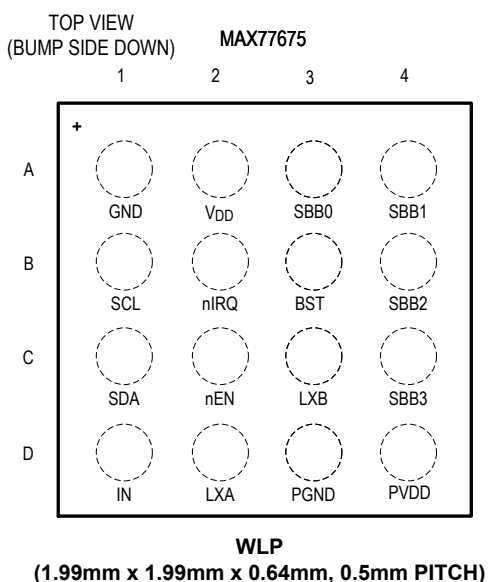 TOP VIEW
(BUMP SIDE DOWN)
MAX77675
1 2 3 4
+
A
GND VDD SBB0 SBB1
B
SCL nIRQ BST SBB2
C
SDA nEN LXB SBB3
D
IN LXA PGND PVDD
WLP
(1.99mm x 1.99mm x 0.64mm, 0.5mm PITCH)